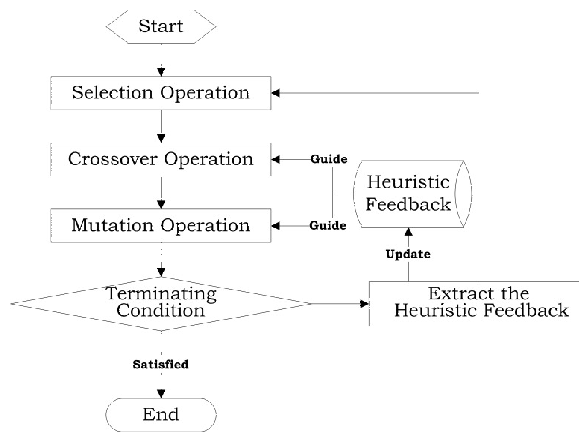 Start
Selection Operation
Crossover Operation
Guide
Heuristic
Feedback
Mutation Operation
Guide
Update
Terminating
Condition
Extract the
Heuristic Feedback
Satisfied
End